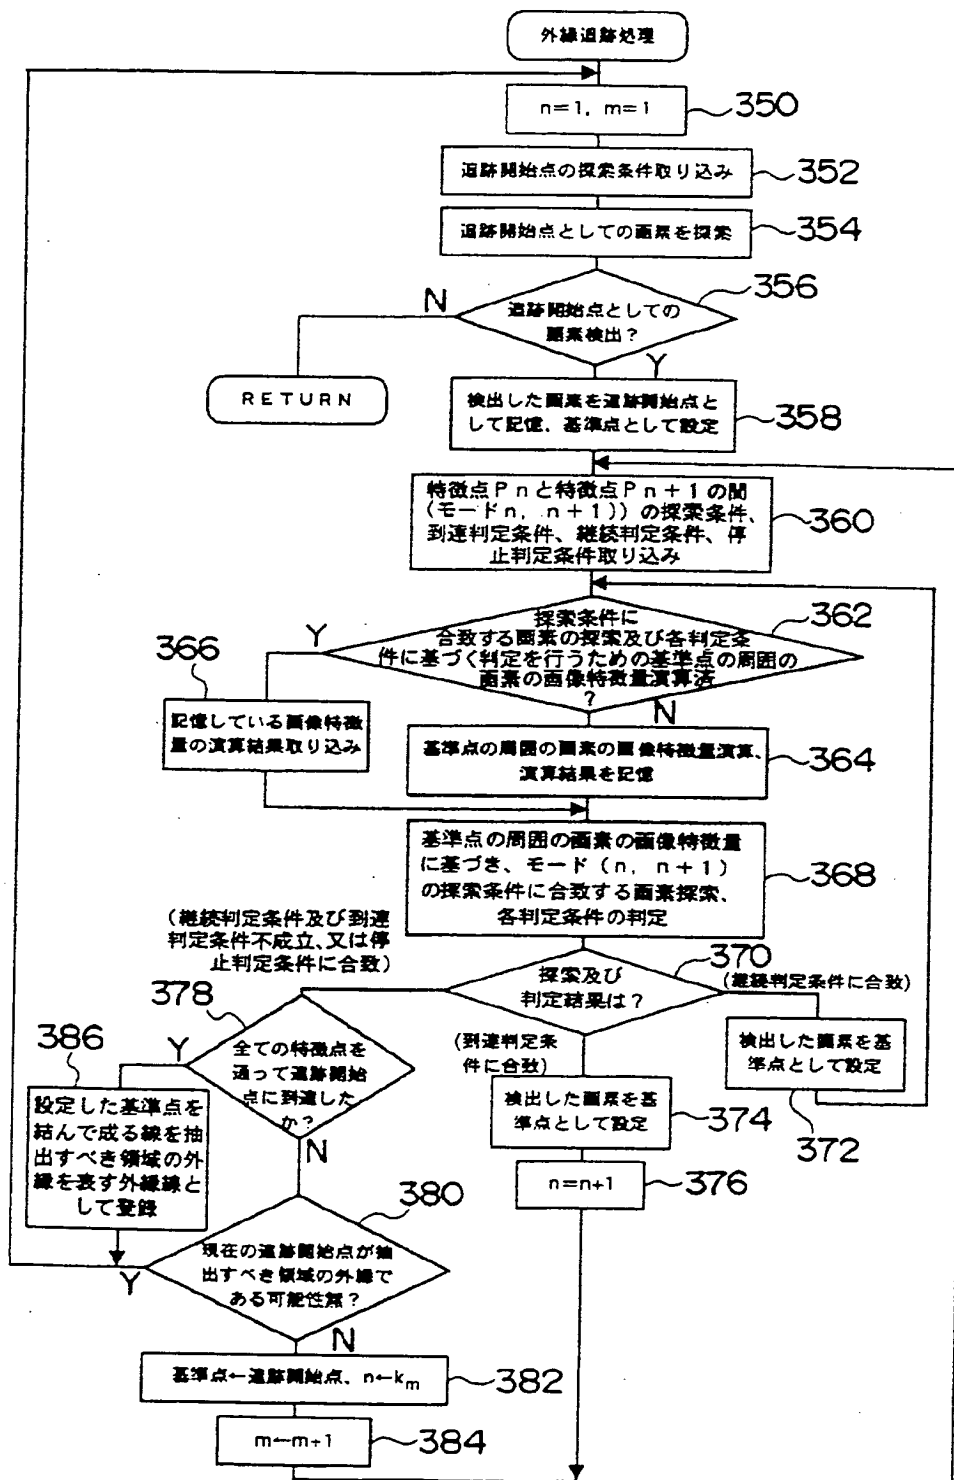 外縁追跡処理
n=1, m=1
350
追跡開始点の探索条件取り込み
352
追跡開始点としての画素を探索
354
356
N
追跡開始点としての
画素検出?
Y
RETURN
検出した画素を追跡開始点と
して記憶、基準点として設定
358
特徴点Pnと特徴点Pn+1の間
(モードn, n+1))の探索条件、
到達判定条件、継続判定条件、停
止判定条件取り込み
360
362
探索条件に
合致する画素の探索及び各判定条
件に基づく判定を行うための基準点の周囲の
画素の画像特徴量演算済
?
Y
N
366
記憶している画像特徴
量の演算結果取り込み
基準点の周囲の画素の画像特徴量演算、
演算結果を記憶
364
基準点の周囲の画素の画像特徴量
に基づき、モード(n, n+1)
の探索条件に合致する画素探索、
各判定条件の判定
368
(継続判定条件及び到達
判定条件不成立、又は停
止判定条件に合致)
370
探索及び
判定結果は?
(継続判定条件に合致)
378
全ての特徴点を
通って追跡開始
点に到達した
か?
Y
N
(到達判定条
件に合致)
検出した画素を基
準点として設定
372
検出した画素を基
準点として設定
374
n=n+1
376
386
設定した基準点を
結んで成る線を抽
出すべき領域の外
縁を表す外縁線と
して登録
380
現在の追跡開始点が抽
出すべき領域の外縁で
ある可能性無?
Y
N
基準点←追跡開始点、n←km
382
m←m+1
384